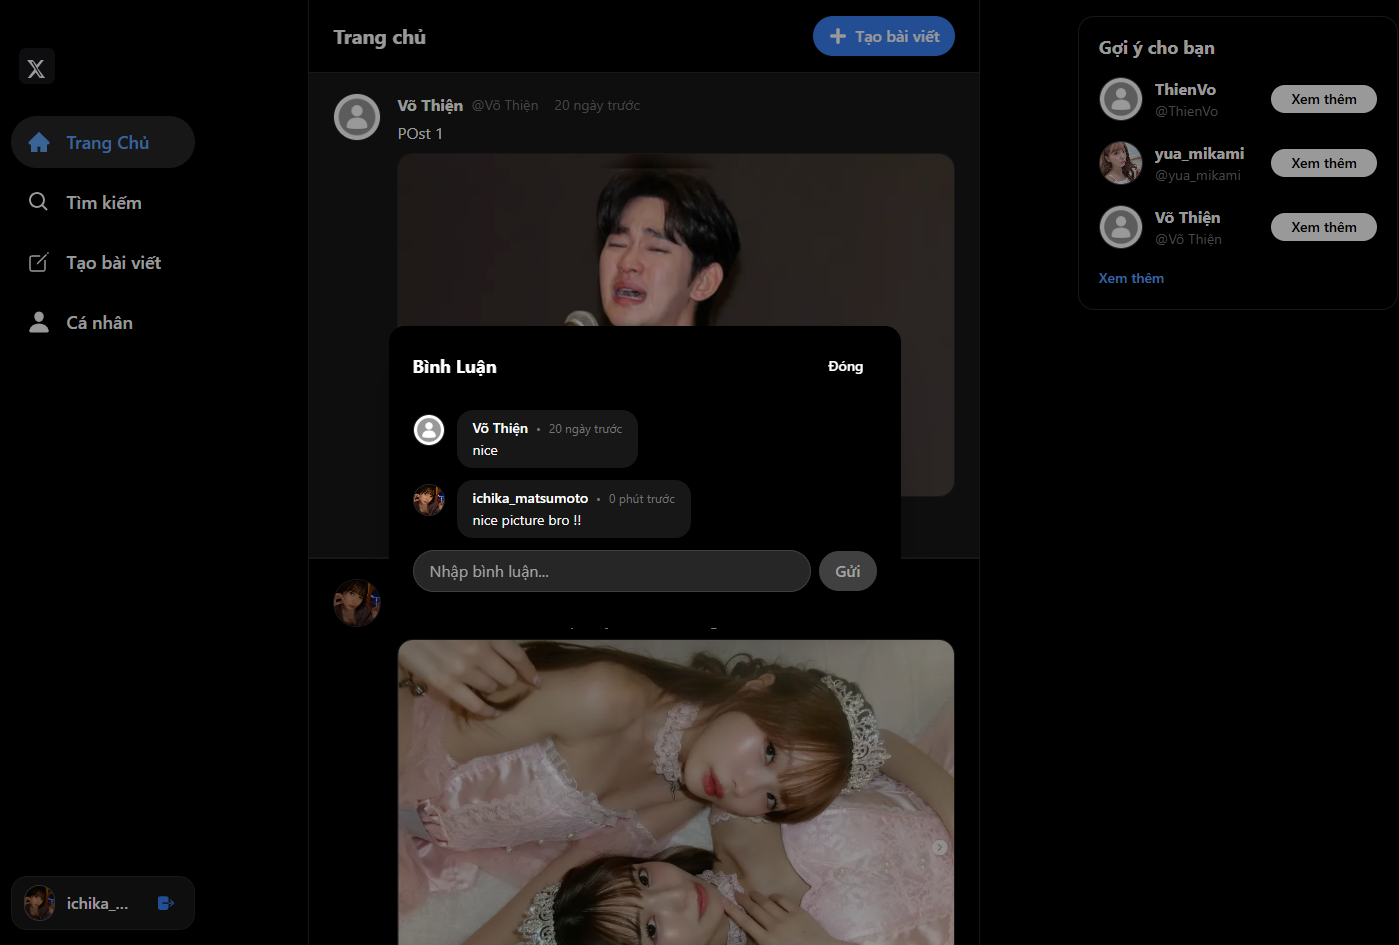 Trang Chủ
Tìm kiếm
Tạo bài viết
Cá nhân
ichika_...
Trang chủ
Tạo bài viết
Võ Thiện @Võ Thiện 20 ngày trước
POst 1
Bình Luận
Đóng
Võ Thiện • 20 ngày trước
nice
ichika_matsumoto • 0 phút trước
nice picture bro !!
Nhập bình luận...
Gửi
Gợi ý cho bạn
ThienVo
@ThienVo
Xem thêm
yua_mikami
@yua_mikami
Xem thêm
Võ Thiện
@Võ Thiện
Xem thêm
Xem thêm